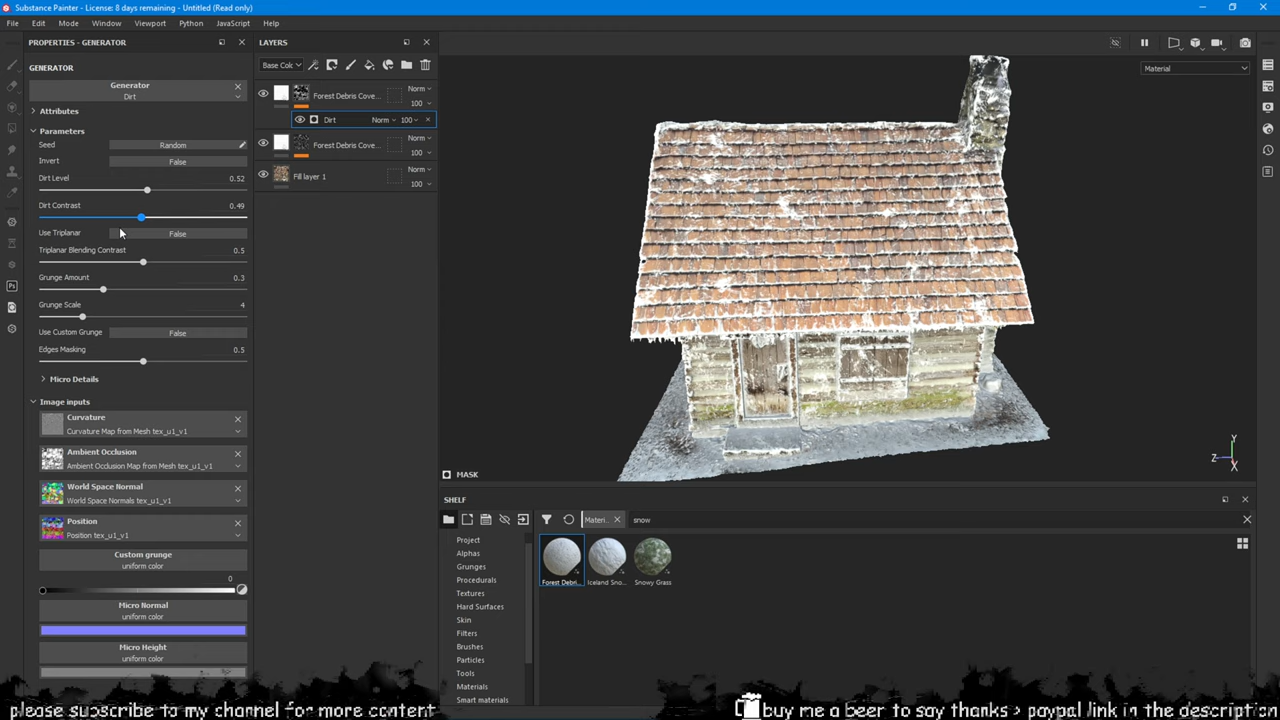 Substance Painter - License: 8 days remaining - Untitled (Read only)
File Edit Mode Window Viewport Python JavaScript Help
PROPERTIES - GENERATOR
GENERATOR
Generator
Dirt
Attributes
Parameters
Seed Random
Invert False
Dirt Level 0.52
Dirt Contrast 0.49
Use Triplanar False
Triplanar Blending Contrast 0.5
Grunge Amount 0.3
Grunge Scale 4
Use Custom Grunge False
Edges Masking 0.5
Micro Details
Image inputs
Curvature
Curvature Map from Mesh tex_u1_v1
Ambient Occlusion
Ambient Occlusion Map from Mesh tex_u1_v1
World Space Normal
World Space Normals tex_u1_v1
Position
Position tex_u1_v1
Custom grunge
uniform color
0
Micro Normal
uniform color
Micro Height
uniform color
LAYERS
Base Colc
Forest Debris Cove... Norm
100
Dirt Norm 100
Forest Debris Cove... Norm
100
Fill layer 1 Norm
100
Material
Y
Z
X
MASK
SHELF
Materi... snow
Project
Alphas
Grunges
Procedurals
Textures
Hard Surfaces
Skin
Filters
Brushes
Particles
Tools
Materials
Smart materials
Forest Debri... Iceland Sno... Snowy Grass
please subscribe to my channel for more content
buy me a beer to say thanks > paypal link in the description